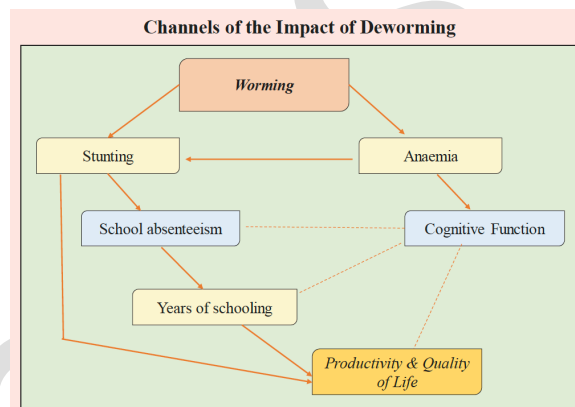 Channels of the Impact of Deworming
Worming
Stunting
Anaemia
School absenteeism
Cognitive Function
Years of schooling
Productivity & Quality
of Life